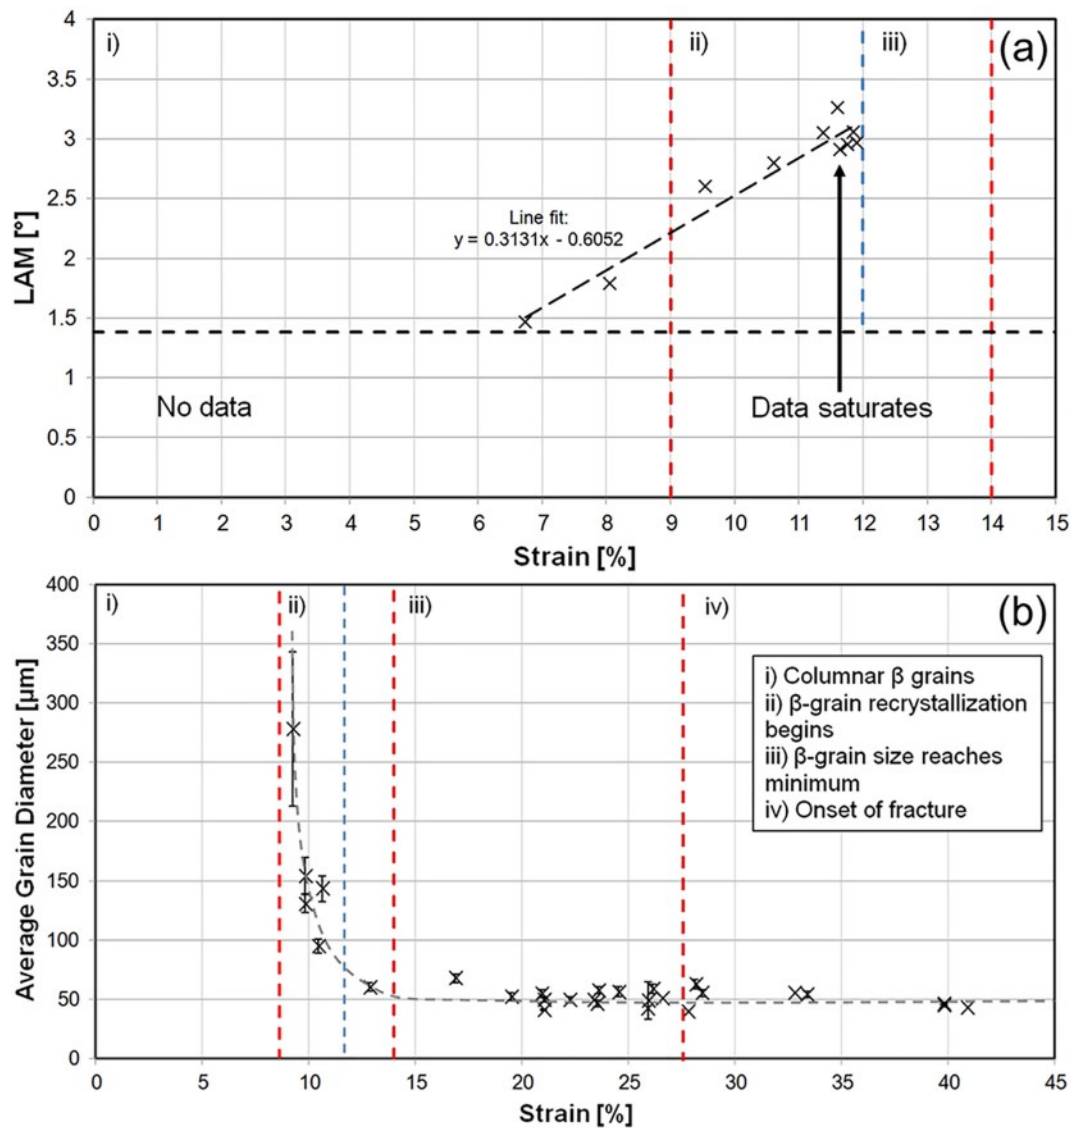 4
3.5
3
2.5
2
1.5
1
0.5
0
LAM [°]
i)
ii)
iii)
(a)
Line fit:
y = 0.3131x - 0.6052
No data
Data saturates
0 1 2 3 3 4 5 6 7 8 9 10 11 12 13 14 15
Strain [%]
400
350
300
250
200
150
100
50
0
Average Grain Diameter [µm]
i)
ii)
iii)
iv)
(b)
i) Columnar β grains
ii) β-grain recrystallization
begins
iii) β-grain size reaches
minimum
iv) Onset of fracture
0 5 10 15 20 25 30 35 40 45
Strain [%]